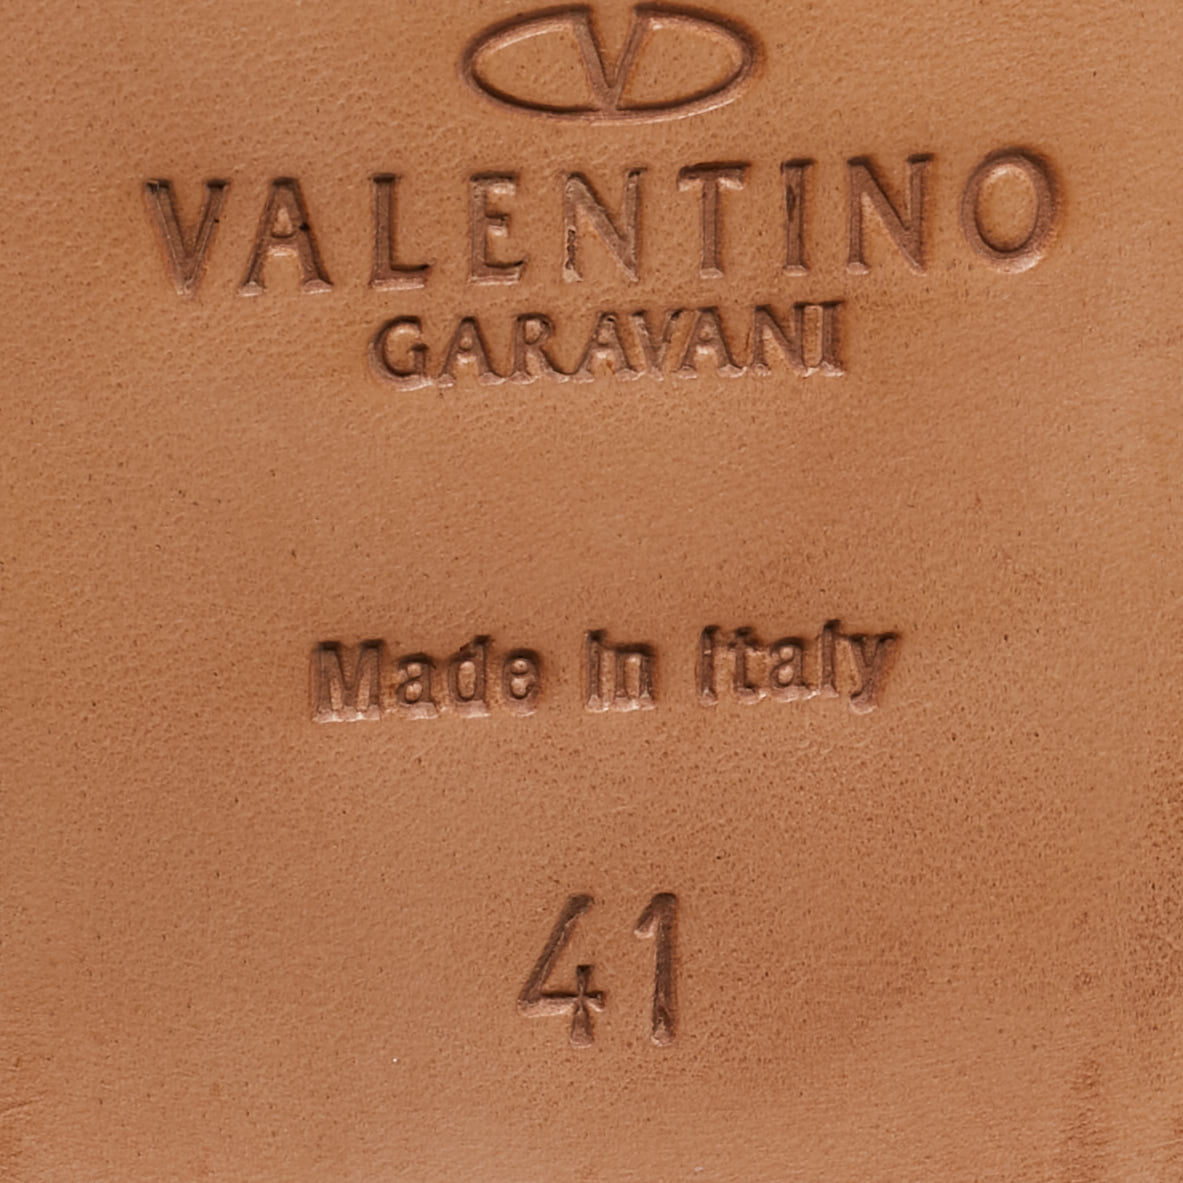 V
VALENTINO
GARAVANI
Made in Italy
41